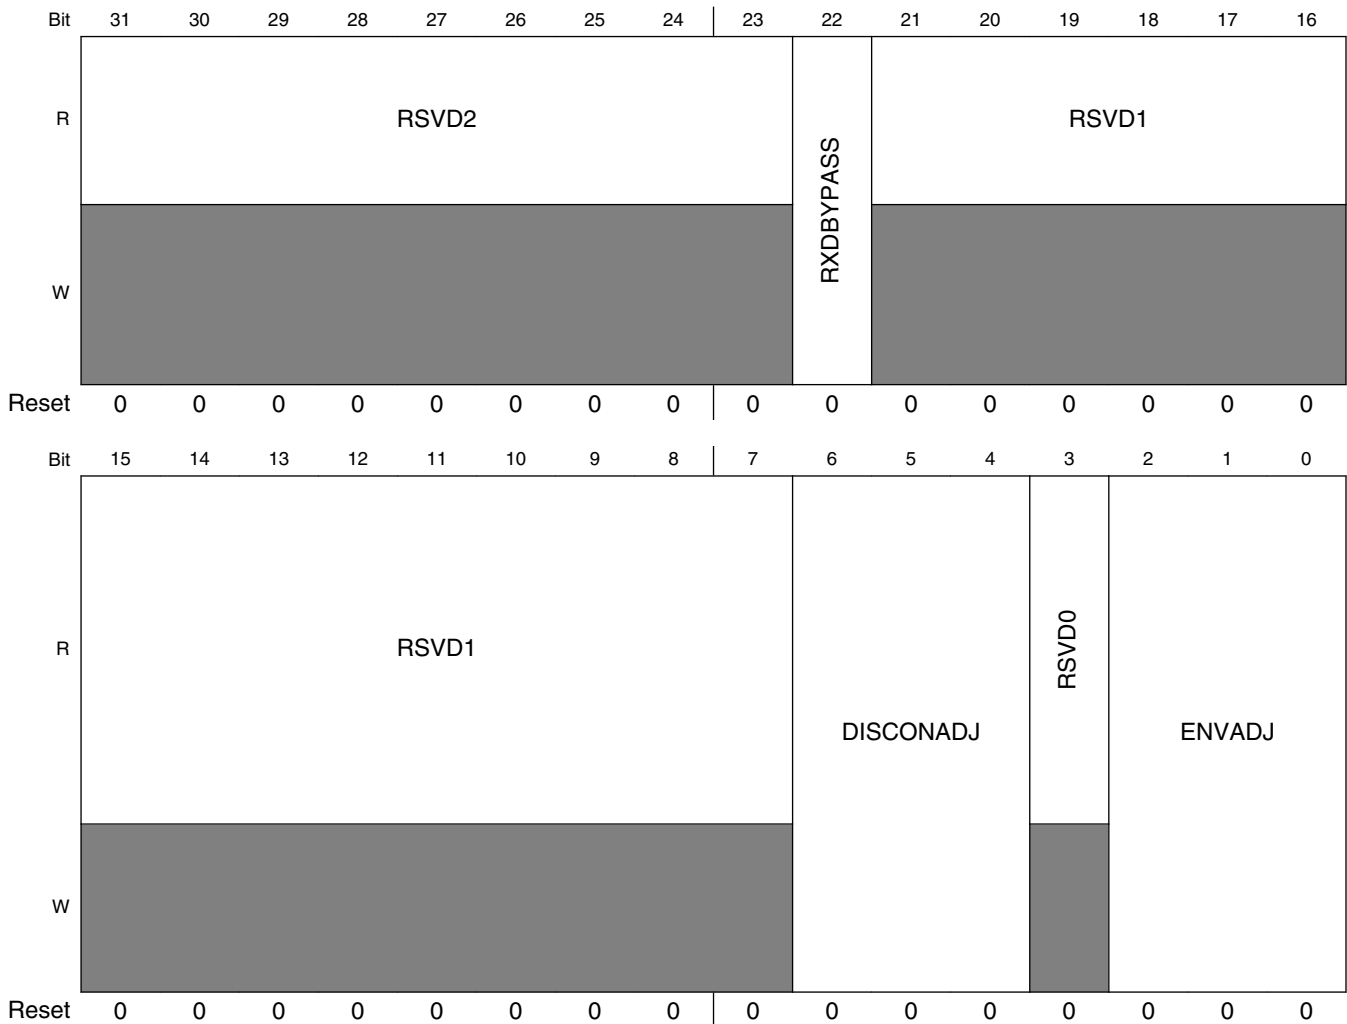 Bit 31 30 29 28 27 26 25 24 23 22 21 20 19 18 17 16
R RSVD2 RXDBYPASS RSVD1
W
Reset 0 0 0 0 0 0 0 0 0 0 0 0 0 0 0 0
Bit 15 14 13 12 11 10 9 8 7 6 5 4 3 2 1 0
R RSVD1 RSVD0
DISCONADJ ENVADJ
W
Reset 0 0 0 0 0 0 0 0 0 0 0 0 0 0 0 0